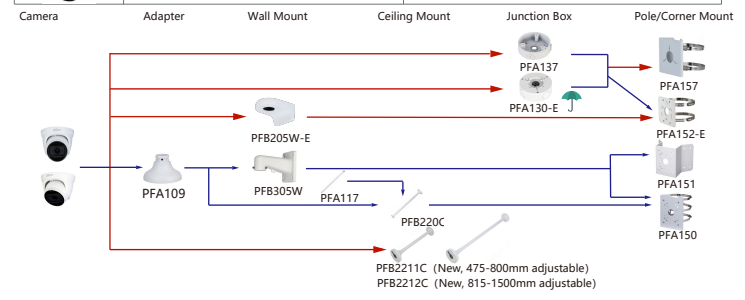 Camera Adapter Wall Mount Ceiling Mount Junction Box Pole/Corner Mount
PFA137
PFA157
PFA130-E
PFB205W-E
PFA152-E
PFA109
PFB305W
PFA117
PFA151
PFB220C
PFA150
PFB2211C (New, 475-800mm adjustable)
PFB2212C (New, 815-1500mm adjustable)